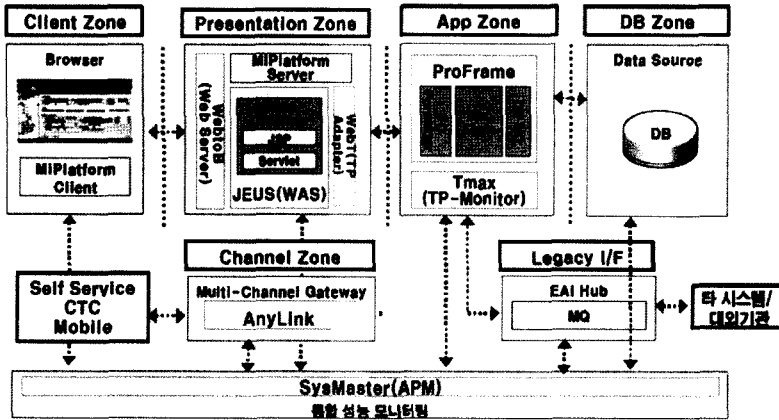 Client Zone
Presentation Zone
App Zone
DB Zone
Browser
MiPlatform
Client
WebtoB
(Web Server)
MiPlatform
Server
JSP
Servlet
JEUS(WAS)
WebT(TP
Adapter)
ProFrame
Tmax
(TP-Monitor)
Data Source
DB
Channel Zone
Legacy I/F
Self Service
CTC
Mobile
Multi-Channel Gateway
AnyLink
EAI Hub
MQ
타 시스템/
대외기관
SysMaster(APM)
통합 성능 모니터링